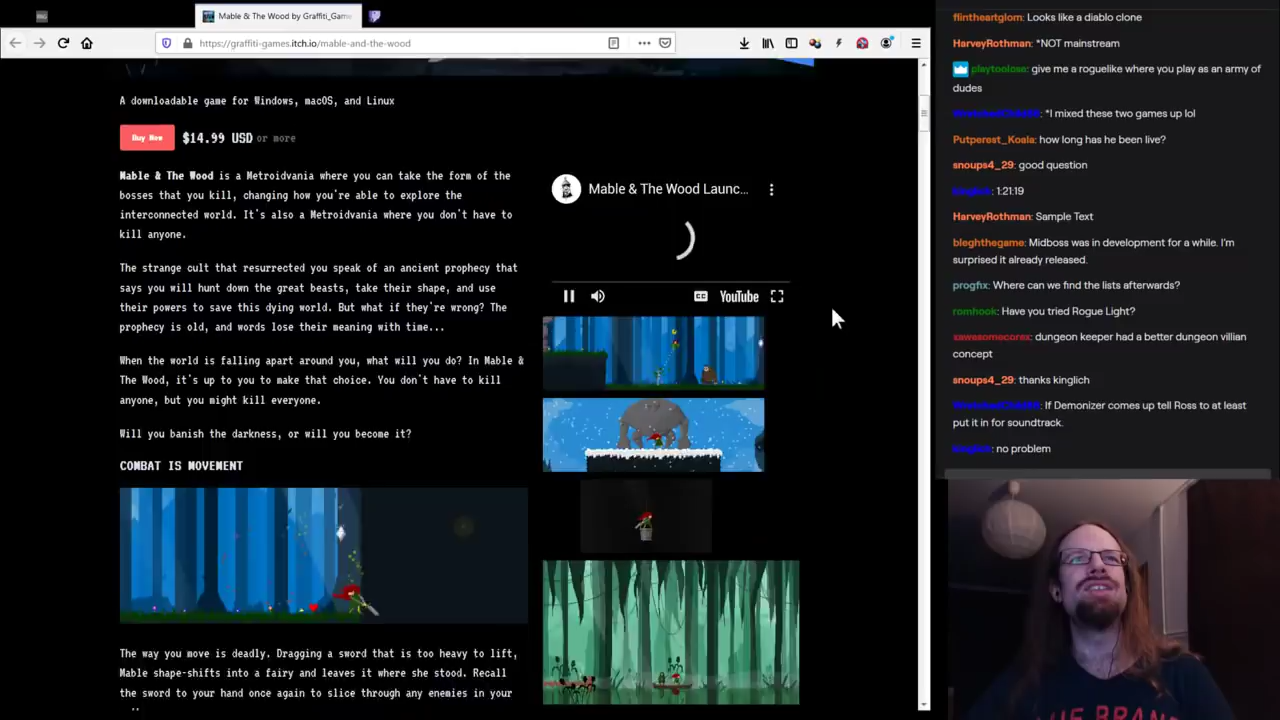 Mable & The Wood by Graffiti_Game
https://graffiti-games.itch.io/mable-and-the-wood
A downloadable game for Windows, macOS, and Linux
Buy Now $14.99 USD or more
Mable & The Wood is a Metroidvania where you can take the form of the
bosses that you kill, changing how you're able to explore the
interconnected world. It's also a Metroidvania where you don't have to
kill anyone.
The strange cult that resurrected you speak of an ancient prophecy that
says you will hunt down the great beasts, take their shape, and use
their powers to save this dying world. But what if they're wrong? The
prophecy is old, and words lose their meaning with time...
When the world is falling apart around you, what will you do? In Mable &
The Wood, it's up to you to make that choice. You don't have to kill
anyone, but you might kill everyone.
Will you banish the darkness, or will you become it?
COMBAT IS MOVEMENT
The way you move is deadly. Dragging a sword that is too heavy to lift,
Mable shape-shifts into a fairy and leaves it where she stood. Recall
the sword to your hand once again to slice through any enemies in your
Mable & The Wood Launc...
CC YouTube
flintheartglom: Looks like a diablo clone
HarveyRothman: *NOT mainstream
playtoolosa: give me a roguelike where you play as an army of
dudes
: *I mixed these two games up lol
Putperest_Koala: how long has he been live?
snoups4_29: good question
kinglich: 1:21:19
HarveyRothman: Sample Text
bleghthegame: Midboss was in development for a while. I'm
surprised it already released.
progfix: Where can we find the lists afterwards?
romhook: Have you tried Rogue Light?
sawasomecorex: dungeon keeper had a better dungeon villian
concept
snoups4_29: thanks kinglich
: If Demonizer comes up tell Ross to at least
put it in for soundtrack.
kinglich: no problem
BLUE BRAN